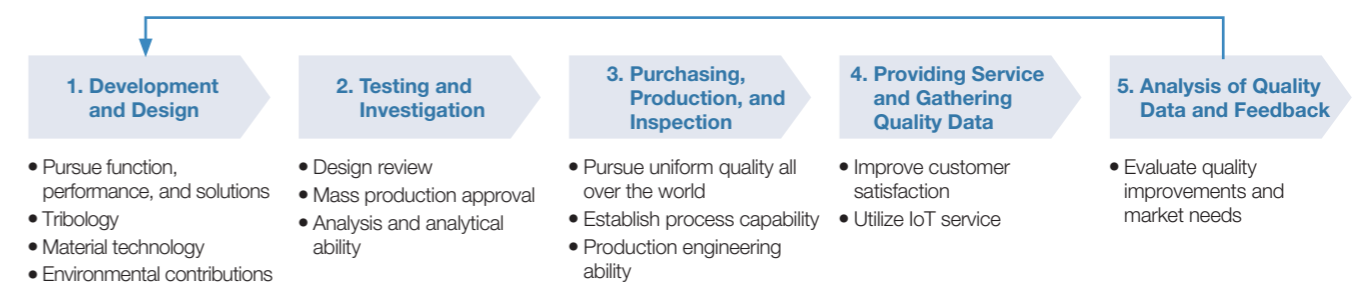 1. Development
and Design
• Pursue function,
performance, and solutions
• Tribology
• Material technology
• Environmental contributions
2. Testing and
Investigation
• Design review
• Mass production approval
• Analysis and analytical
ability
3. Purchasing,
Production, and
Inspection
• Pursue uniform quality all
over the world
• Establish process capability
• Production engineering
ability
4. Providing Service
and Gathering
Quality Data
• Improve customer
satisfaction
• Utilize IoT service
5. Analysis of Quality
Data and Feedback
• Evaluate quality
improvements and
market needs